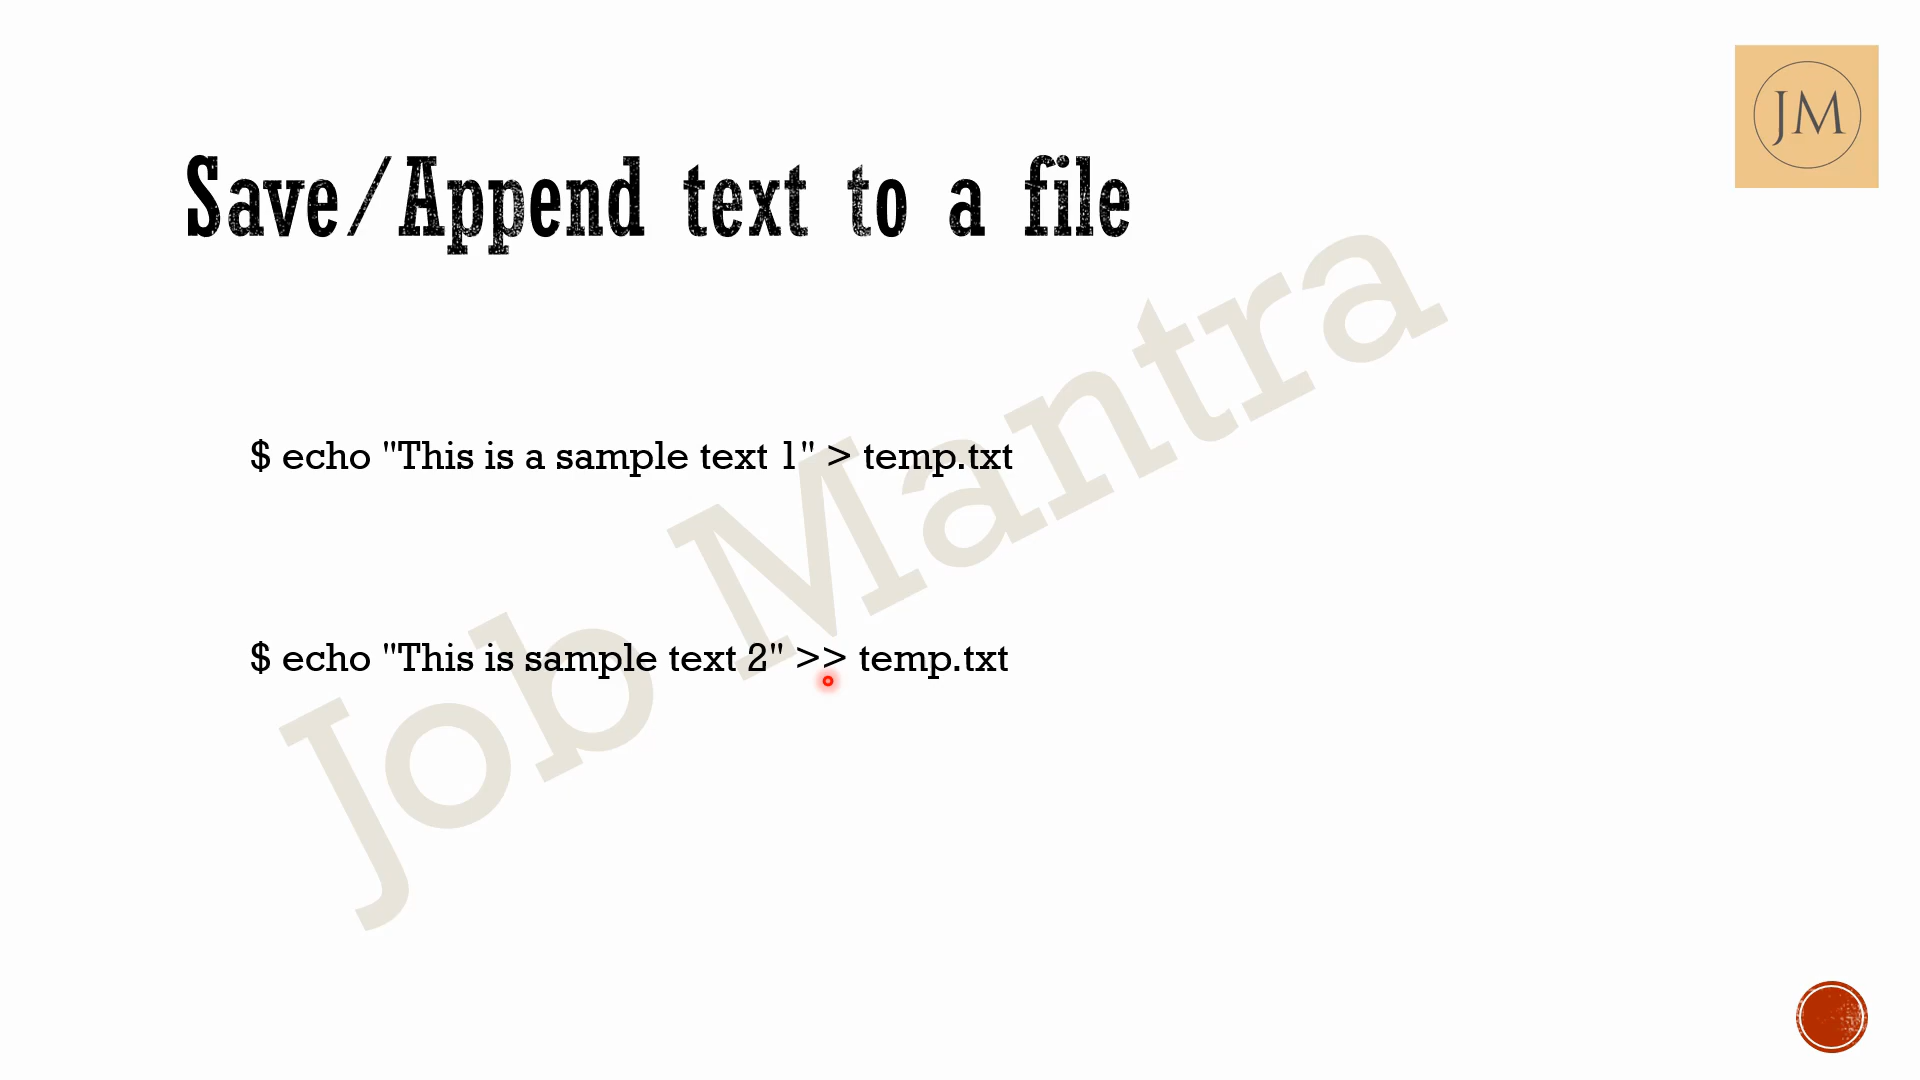 JM
Save/Append text to a file
$ echo "This is a sample text 1" > temp.txt
$ echo "This is sample text 2" >> temp.txt
Job Mantra